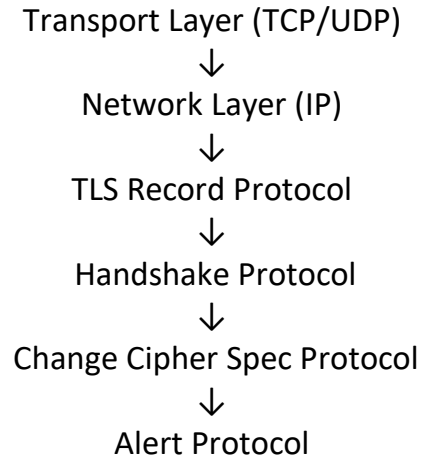 Transport Layer (TCP/UDP)
↓
Network Layer (IP)
↓
TLS Record Protocol
↓
Handshake Protocol
↓
Change Cipher Spec Protocol
↓
Alert Protocol